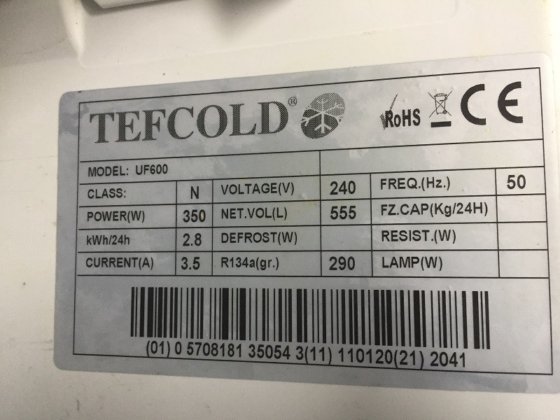 TEFCOLD® RoHS CE
MODEL: UF600
CLASS: N VOLTAGE(V) 240 FREQ.(Hz.) 50
POWER(W) 350 NET.VOL(L) 555 FZ.CAP(Kg/24H)
kWh/24h 2.8 DEFROST(W) RESIST.(W)
CURRENT(A) 3.5 R134a(gr.) 290 LAMP(W)
(01) 0 5708181 35054 3(11) 110120(21) 2041